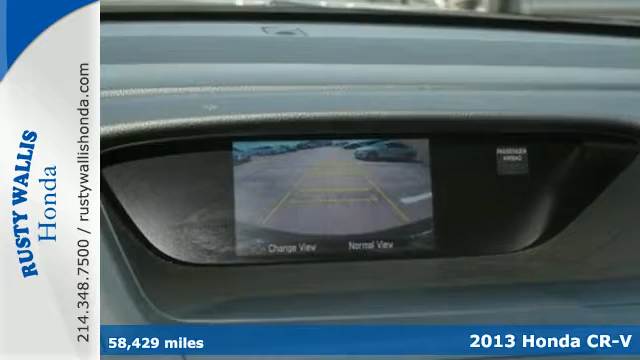 RUSTY WALLIS
Honda
214.348.7500 / rustywallishonda.com
PASSENGER
AIRBAG
Change View
Normal View
58,429 miles
2013 Honda CR-V